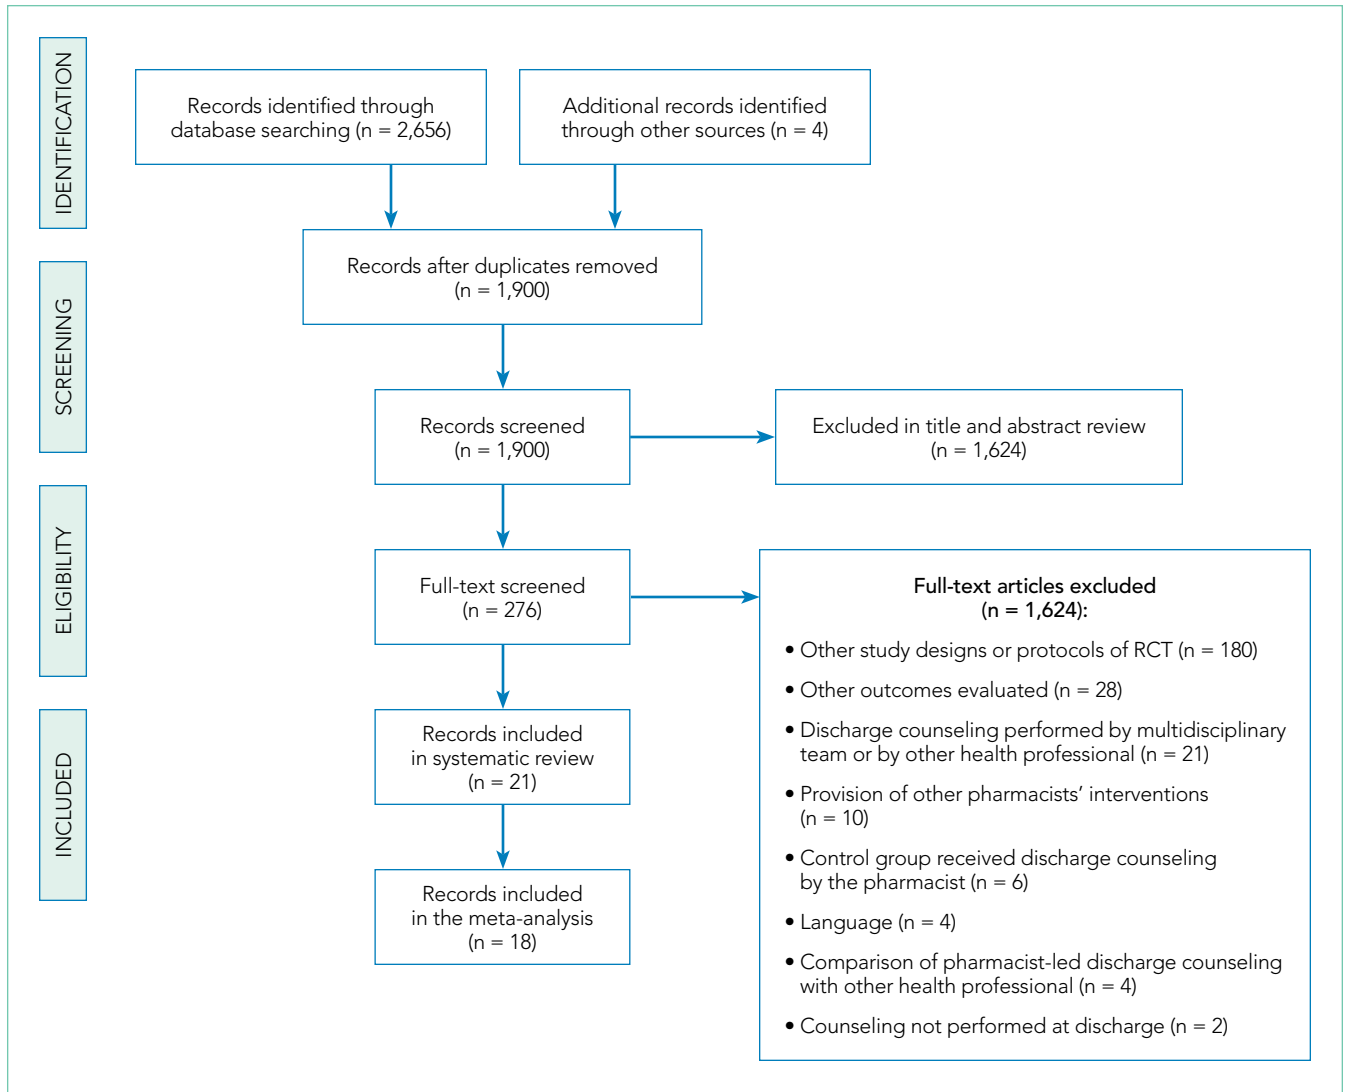 IDENTIFICATION
Records identified through
database searching (n = 2,656)
Additional records identified
through other sources (n = 4)
SCREENING
Records after duplicates removed
(n = 1,900)
Records screened
(n = 1,900)
Excluded in title and abstract review
(n = 1,624)
ELIGIBILITY
Full-text screened
(n = 276)
Full-text articles excluded
(n = 1,624):
• Other study designs or protocols of RCT (n = 180)
• Other outcomes evaluated (n = 28)
• Discharge counseling performed by multidisciplinary
team or by other health professional (n = 21)
• Provision of other pharmacists’ interventions
(n = 10)
• Control group received discharge counseling
by the pharmacist (n = 6)
• Language (n = 4)
• Comparison of pharmacist-led discharge counseling
with other health professional (n = 4)
• Counseling not performed at discharge (n = 2)
INCLUDED
Records included
in systematic review
(n = 21)
Records included
in the meta-analysis
(n = 18)